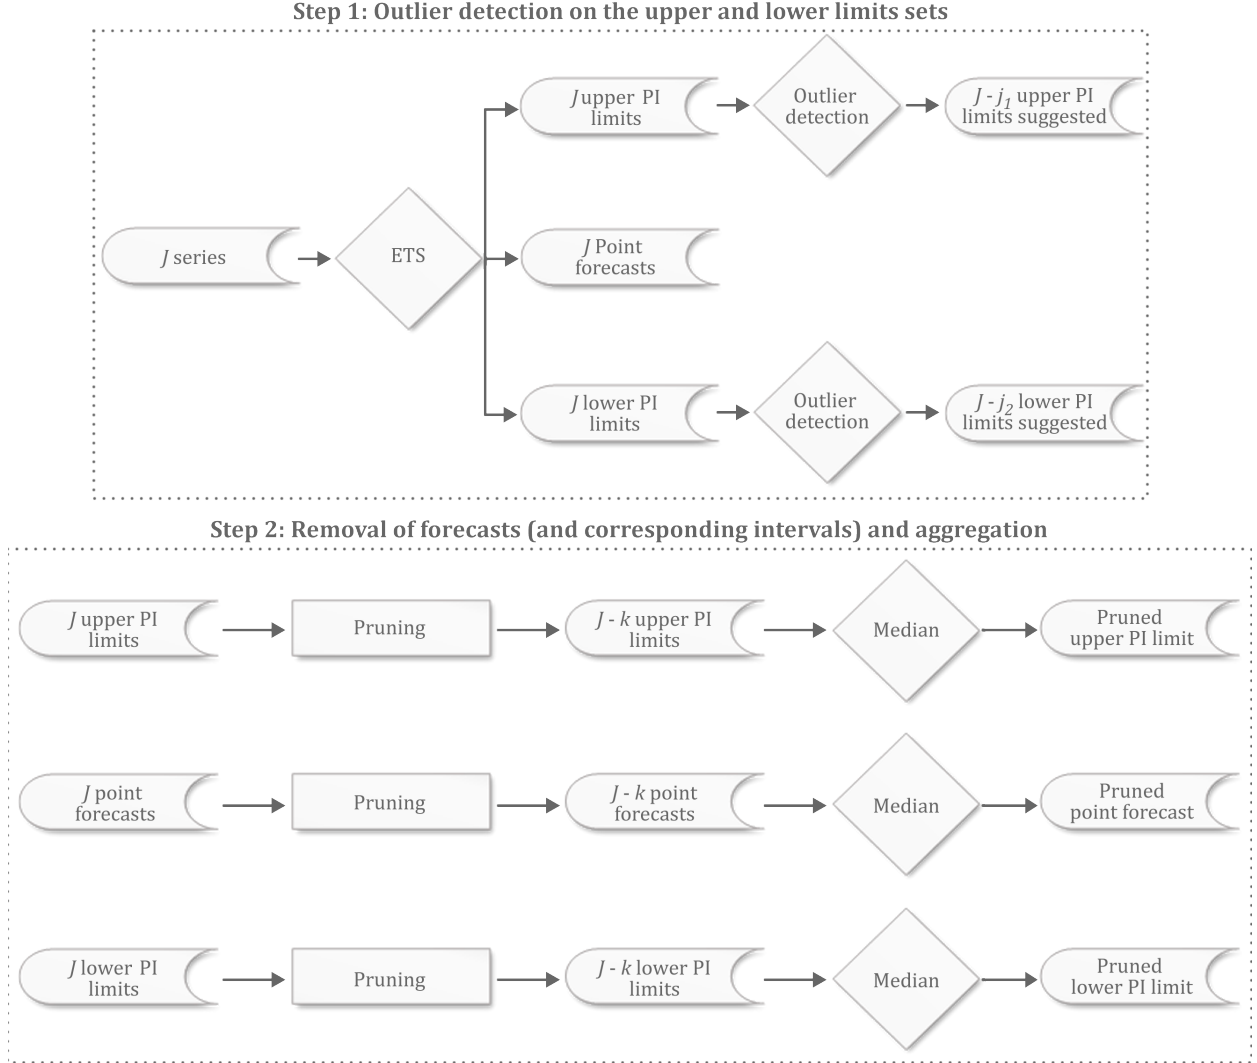 Step 1: Outlier detection on the upper and lower limits sets
J upper PI
limits
Outlier
detection
J - j1 upper PI
limits suggested
J series
ETS
J Point
forecasts
J lower PI
limits
Outlier
detection
J - j2 lower PI
limits suggested
Step 2: Removal of forecasts (and corresponding intervals) and aggregation
J upper PI
limits
Pruning
J - k upper PI
limits
Median
Pruned
upper PI limit
J point
forecasts
Pruning
J - k point
forecasts
Median
Pruned
point forecast
J lower PI
limits
Pruning
J - k lower PI
limits
Median
Pruned
lower PI limit